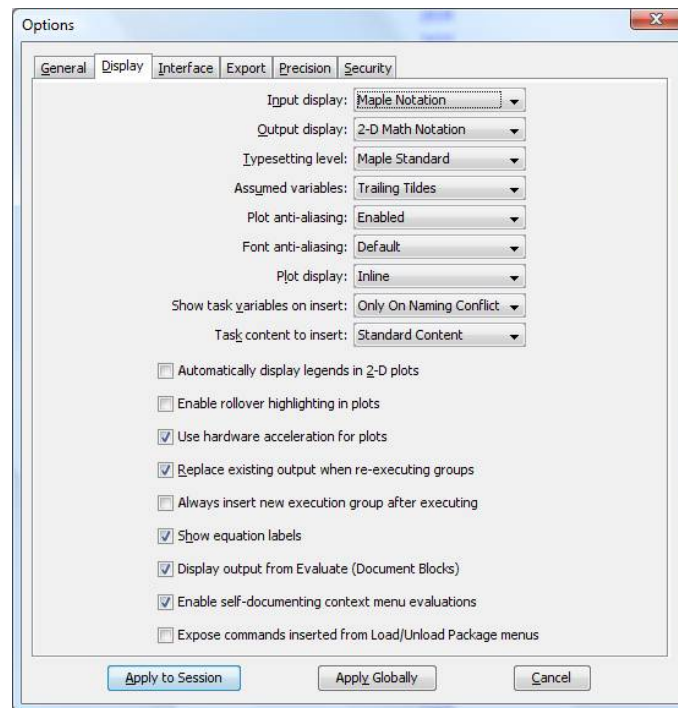 Options
General Display Interface Export Precision Security
Input display: Maple Notation
Output display: 2-D Math Notation
Typesetting level: Maple Standard
Assumed variables: Trailing Tildes
Plot anti-aliasing: Enabled
Font anti-aliasing: Default
Plot display: Inline
Show task variables on insert: Only On Naming Conflict
Task content to insert: Standard Content
Automatically display legends in 2-D plots
Enable rollover highlighting in plots
Use hardware acceleration for plots
Replace existing output when re-executing groups
Always insert new execution group after executing
Show equation labels
Display output from Evaluate (Document Blocks)
Enable self-documenting context menu evaluations
Expose commands inserted from Load/Unload Package menus
Apply to Session Apply Globally Cancel